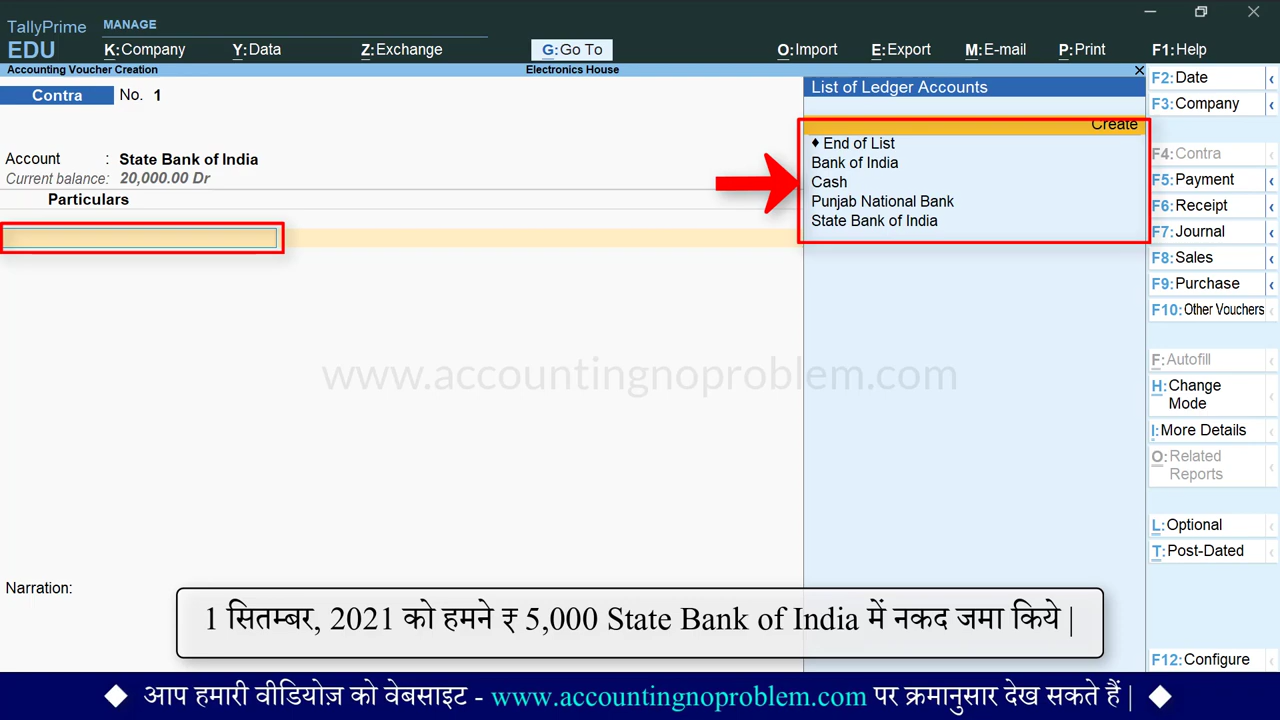 TallyPrime
EDU
MANAGE
K:Company
Y:Data
Z:Exchange
G:Go To
O:Import
E:Export
M:E-mail
P:Print
F1:Help
Accounting Voucher Creation
Electronics House
Contra No. 1
Account : State Bank of India
Current balance: 20,000.00 Dr
Particulars
List of Ledger Accounts
Create
♦ End of List
Bank of India
Cash
Punjab National Bank
State Bank of India
F2:Date
F3:Company
F4:Contra
F5:Payment
F6:Receipt
F7:Journal
F8:Sales
F9:Purchase
F10:Other Vouchers
F:Autofill
H:Change
Mode
I:More Details
O:Related
Reports
L:Optional
T:Post-Dated
F12:Configure
www.accountingnoproblem.com
Narration:
1 सितम्बर, 2021 को हमने ₹ 5,000 State Bank of India में नकद जमा किये |
◆ आप हमारी वीडियोज़ को वेबसाइट - www.accountingnoproblem.com पर क्रमानुसार देख सकते हैं | ◆